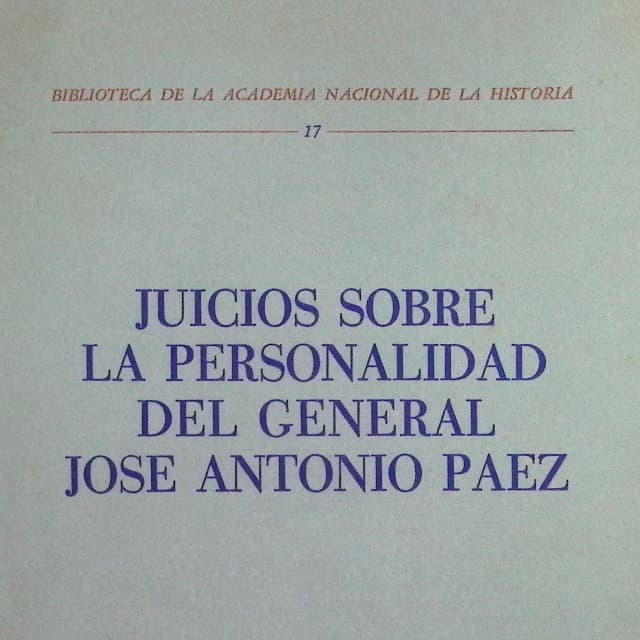 BIBLIOTECA DE LA ACADEMIA NACIONAL DE LA HISTORIA
17
JUICIOS SOBRE
LA PERSONALIDAD
DEL GENERAL
JOSE ANTONIO PAEZ